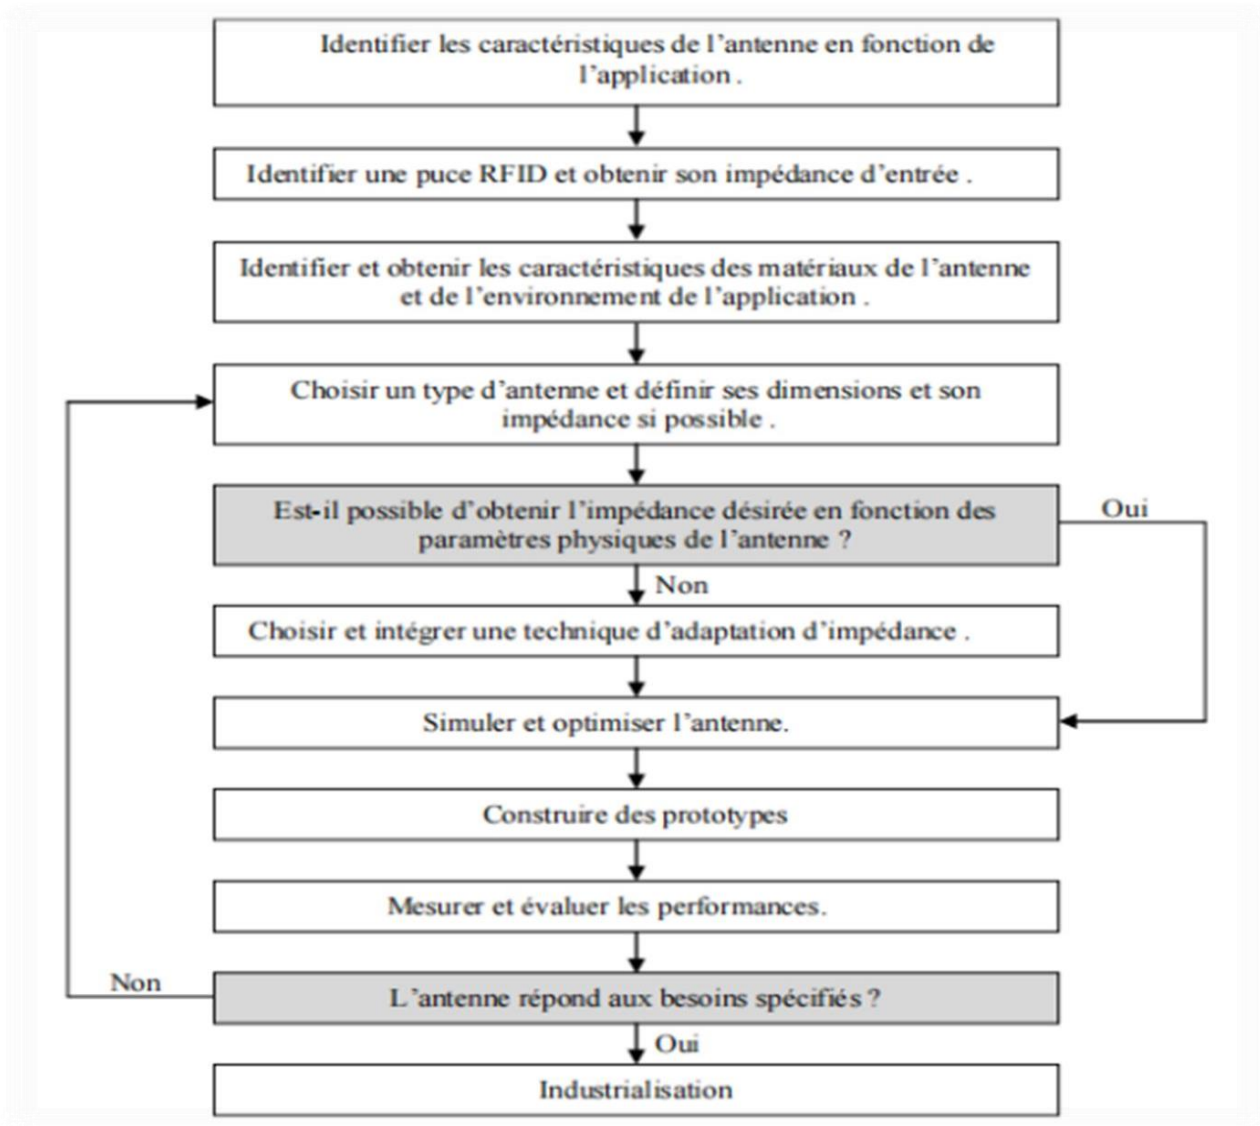 Identifier les caractéristiques de l'antenne en fonction de
l'application .
Identifier une puce RFID et obtenir son impédance d'entrée .
Identifier et obtenir les caractéristiques des matériaux de l'antenne
et de l'environnement de l'application .
Choisir un type d'antenne et définir ses dimensions et son
impédance si possible .
Est-il possible d'obtenir l'impédance désirée en fonction des
paramètres physiques de l'antenne ?
Oui
Non
Choisir et intégrer une technique d'adaptation d'impédance .
Simuler et optimiser l'antenne.
Construire des prototypes
Mesurer et évaluer les performances.
Non
L'antenne répond aux besoins spécifiés ?
Oui
Industrialisation